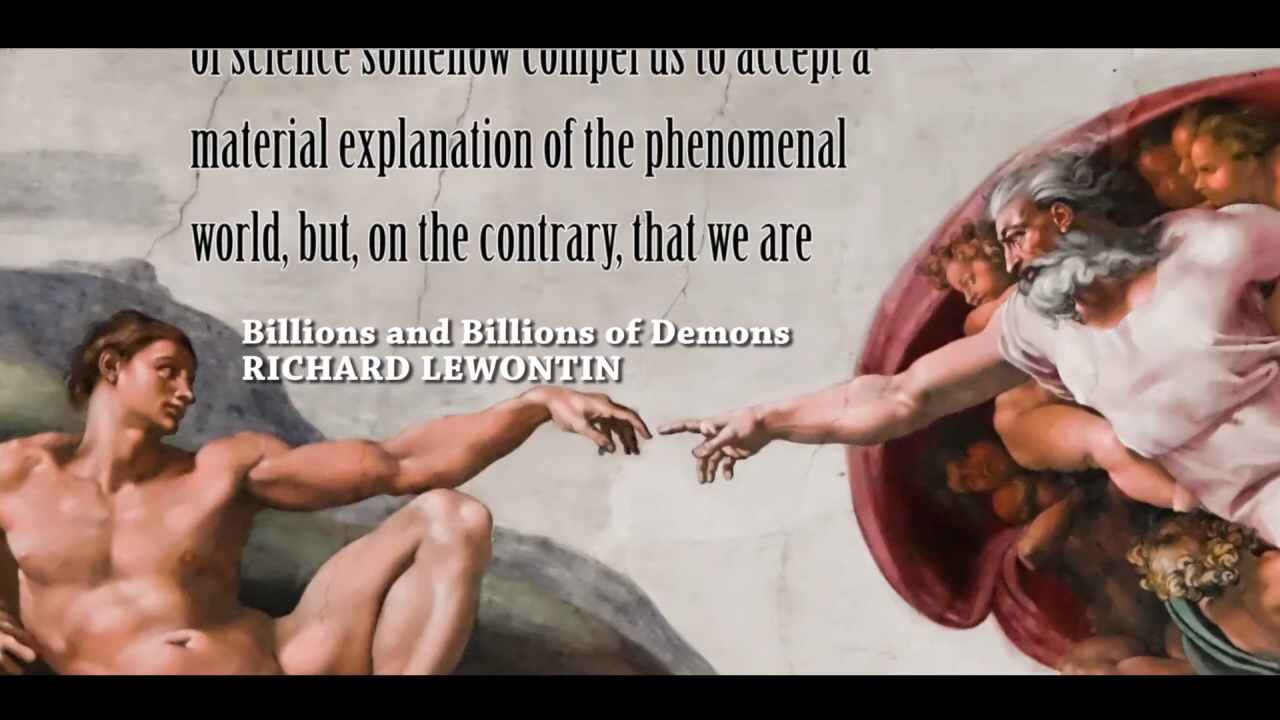 of science somehow compel us to accept a
material explanation of the phenomenal
world, but, on the contrary, that we are
Billions and Billions of Demons
RICHARD LEWONTIN